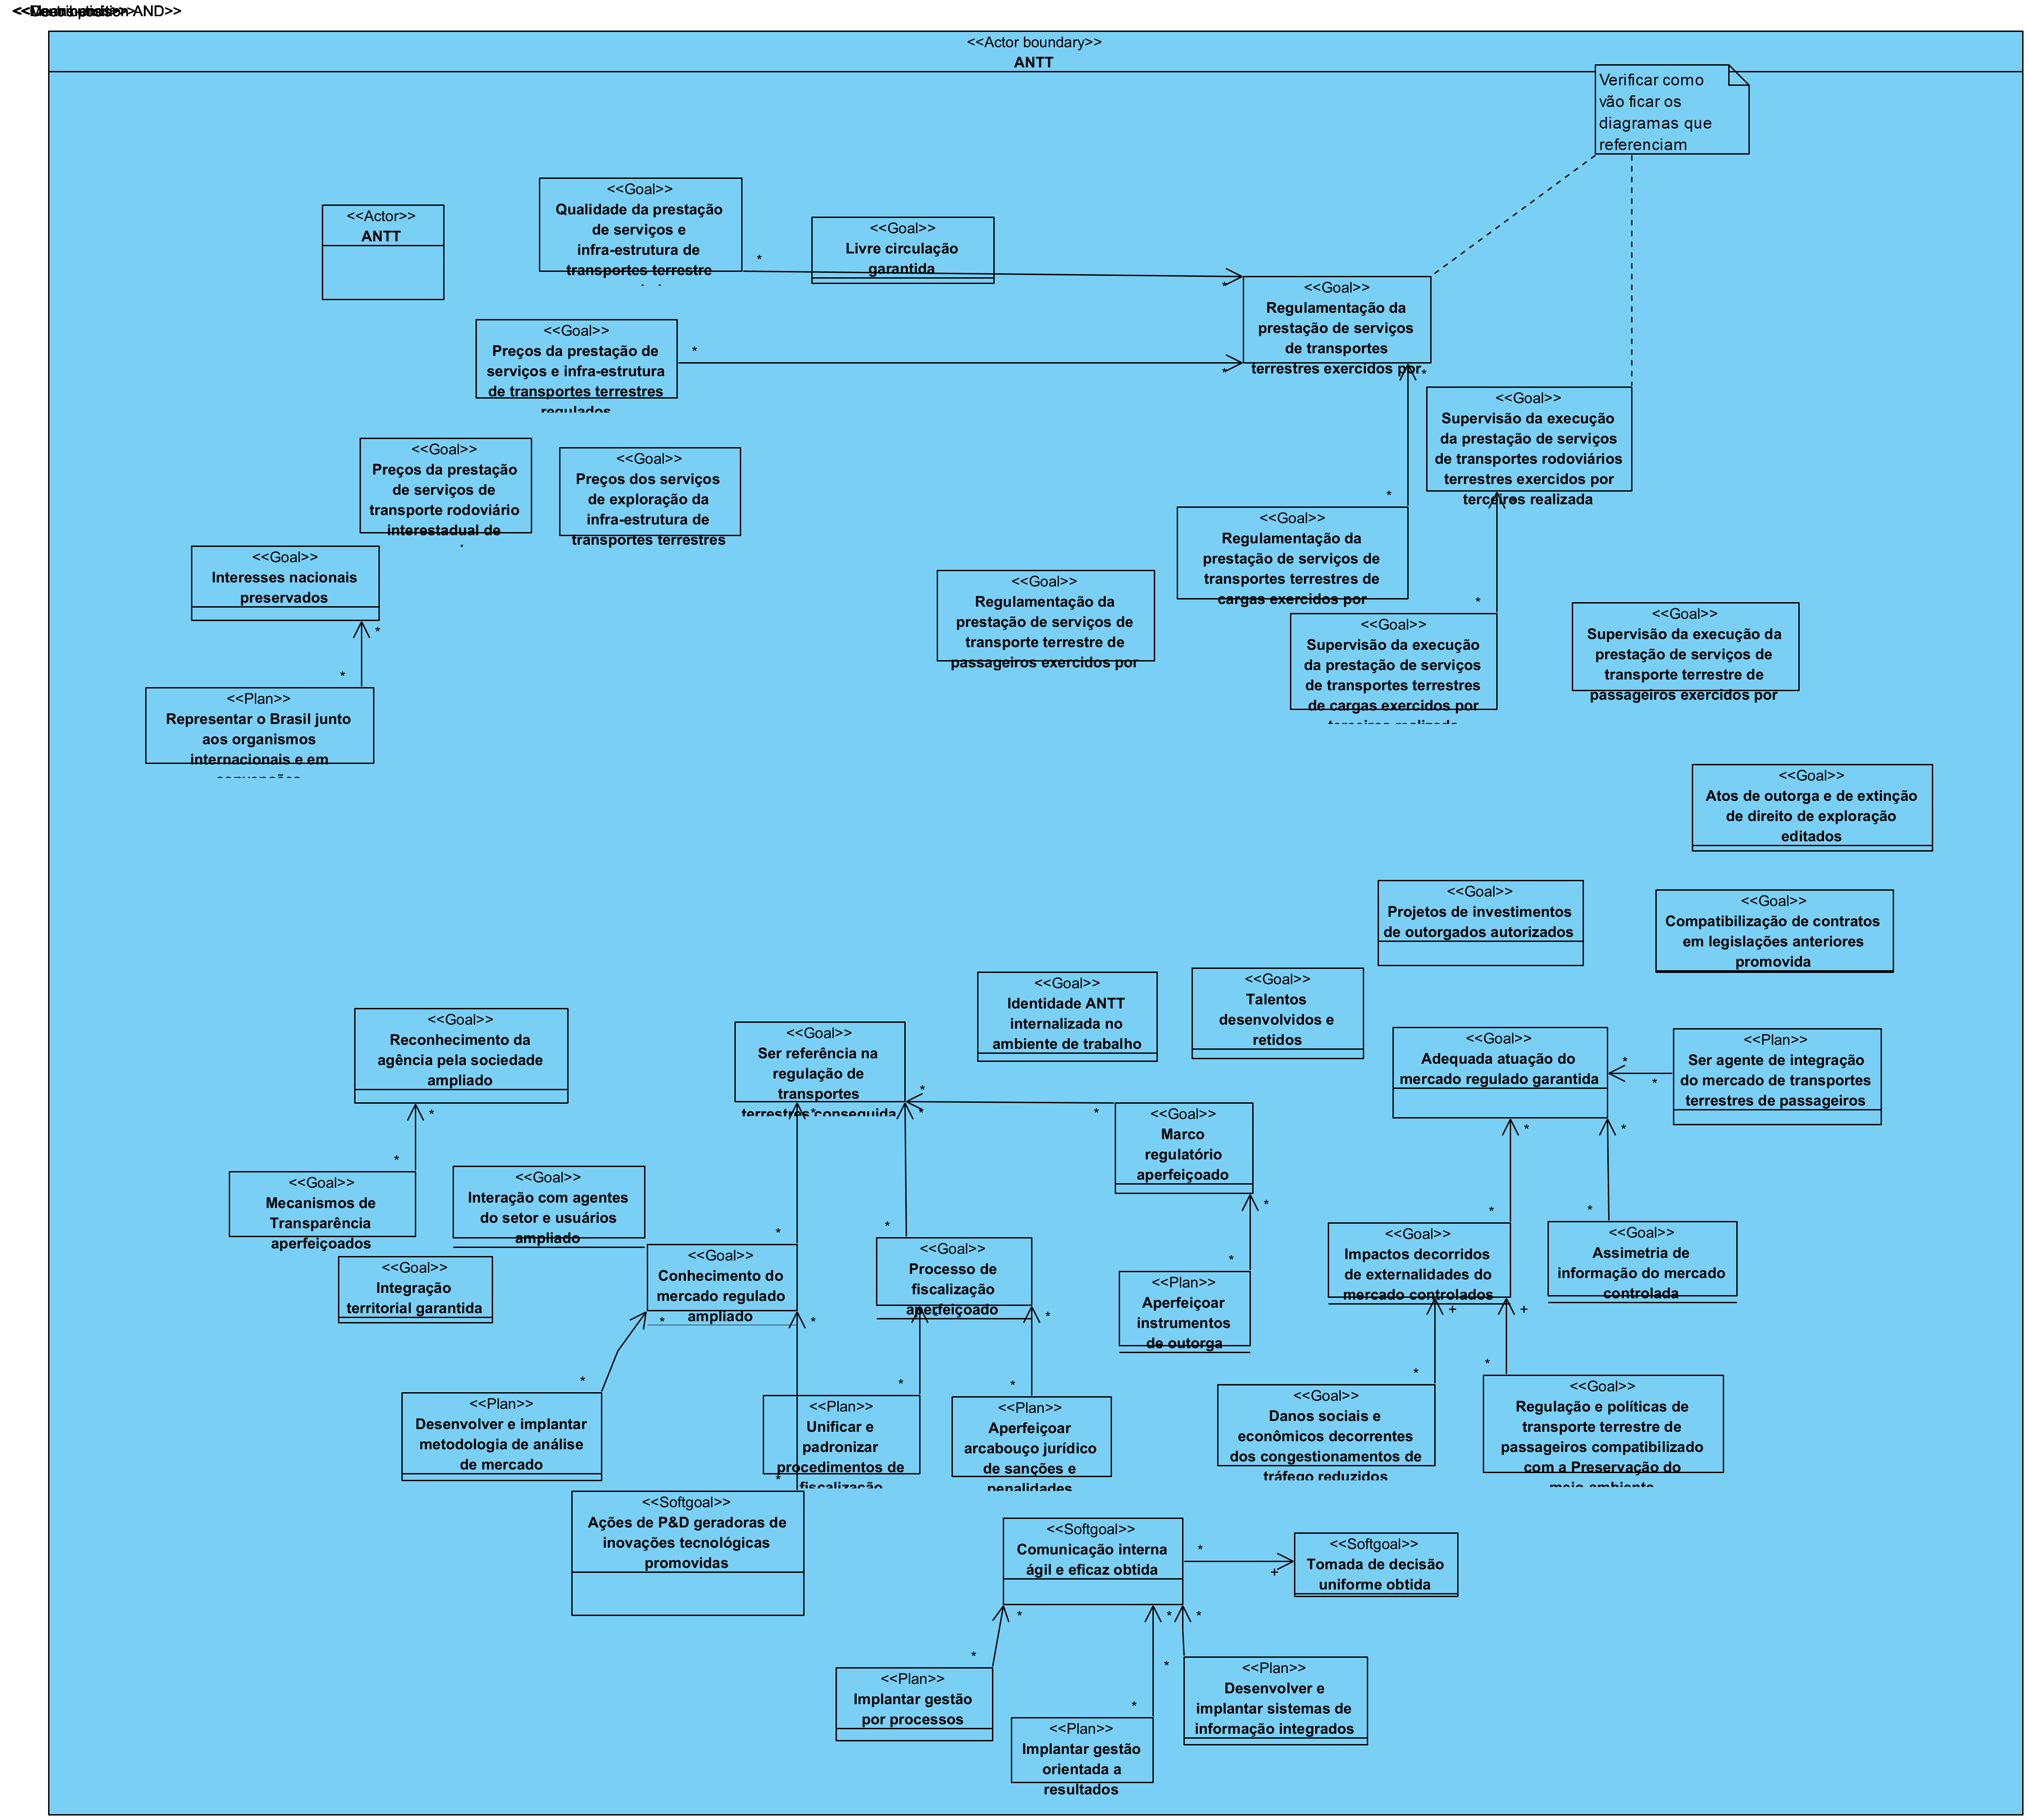 <<Actor boundary>>
ANTT
Verificar como
vão ficar os
diagramas que
referenciam
<<Actor>>
ANTT
<<Goal>>
Qualidade da prestação
de serviços e
infra-estrutura de
transportes terrestre
<<Goal>>
Livre circulação
garantida
*
*
<<Goal>>
Regulamentação da
prestação de serviços
de transportes
terrestres exercidos por
<<Goal>>
Preços da prestação de
serviços e infra-estrutura
de transportes terrestres
regulados
*
*
*
<<Goal>>
Supervisão da execução
da prestação de serviços
de transportes rodoviários
terrestres exercidos por
terceiros realizada
<<Goal>>
Preços da prestação
de serviços de
transporte rodoviário
interestadual de
<<Goal>>
Preços dos serviços
de exploração da
infra-estrutura de
transportes terrestres
*
*
<<Goal>>
Regulamentação da
prestação de serviços de
transportes terrestres de
cargas exercidos por
<<Goal>>
Interesses nacionais
preservados
<<Goal>>
Regulamentação da
prestação de serviços de
transporte terrestre de
passageiros exercidos por
*
<<Goal>>
Supervisão da execução
da prestação de serviços
de transportes terrestres
de cargas exercidos por
terceiros realizada
<<Goal>>
Supervisão da execução da
prestação de serviços de
transporte terrestre de
passageiros exercidos por
*
*
<<Plan>>
Representar o Brasil junto
aos organismos
internacionais e em
convenções
<<Goal>>
Atos de outorga e de extinção
de direito de exploração
editados
<<Goal>>
Projetos de investimentos
de outorgados autorizados
<<Goal>>
Compatibilização de contratos
em legislações anteriores
promovida
<<Goal>>
Identidade ANTT
internalizada no
ambiente de trabalho
<<Goal>>
Talentos
desenvolvidos e
retidos
<<Goal>>
Reconhecimento da
agência pela sociedade
ampliado
<<Goal>>
Ser referência na
regulação de
transportes
terrestres conseguida
<<Goal>>
Adequada atuação do
mercado regulado garantida
<<Plan>>
Ser agente de integração
do mercado de transportes
terrestres de passageiros
*
*
*
*
*
*
*
<<Goal>>
Marco
regulatório
aperfeiçoado
*
*
*
<<Goal>>
Mecanismos de
Transparência
aperfeiçoados
<<Goal>>
Interação com agentes
do setor e usuários
ampliado
*
*
*
*
*
<<Goal>>
Conhecimento do
mercado regulado
ampliado
<<Goal>>
Processo de
fiscalização
aperfeiçoado
*
<<Goal>>
Impactos decorridos
de externalidades do
mercado controlados
<<Goal>>
Assimetria de
informação do mercado
controlada
<<Goal>>
Integração
territorial garantida
<<Plan>>
Aperfeiçoar
instrumentos
de outorga
*
*
*
*
+
+
*
*
*
*
*
<<Plan>>
Desenvolver e implantar
metodologia de análise
de mercado
<<Plan>>
Unificar e
padronizar
procedimentos de
fiscalização
<<Plan>>
Aperfeiçoar
arcabouço jurídico
de sanções e
penalidades
<<Goal>>
Danos sociais e
econômicos decorrentes
dos congestionamentos de
tráfego reduzidos
<<Goal>>
Regulação e políticas de
transporte terrestre de
passageiros compatibilizado
com a Preservação do
meio ambiente
*
<<Softgoal>>
Ações de P&D geradoras de
inovações tecnológicas
promovidas
<<Softgoal>>
Comunicação interna
ágil e eficaz obtida
*
+
<<Softgoal>>
Tomada de decisão
uniforme obtida
*
*
*
*
*
*
<<Plan>>
Implantar gestão
por processos
<<Plan>>
Implantar gestão
orientada a
resultados
<<Plan>>
Desenvolver e
implantar sistemas de
informação integrados